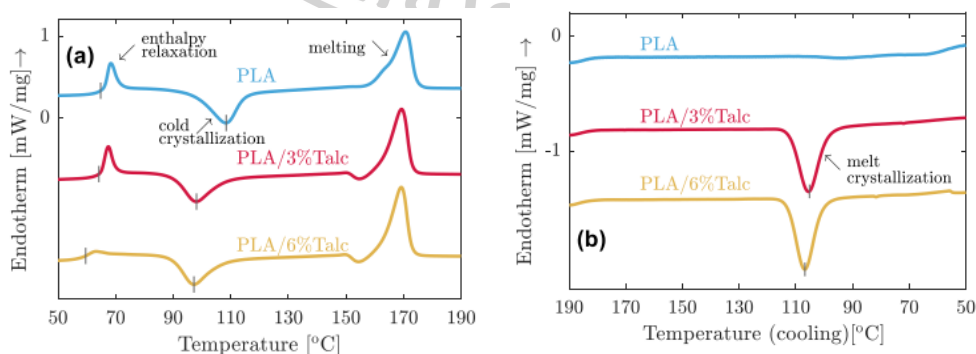 (a)
enthalpy
relaxation
melting
PLA
cold
crystallization
PLA/3%Talc
PLA/6%Talc
1
0
Endotherm [mW/mg]→
50 70 90 110 130 150 170 190
Temperature [°C]
0
-1
Endotherm [mW/mg] →
PLA
PLA/3%Talc
melt
crystallization
PLA/6%Talc
(b)
190 170 150 130 110 90 70 50
Temperature (cooling)[°C]